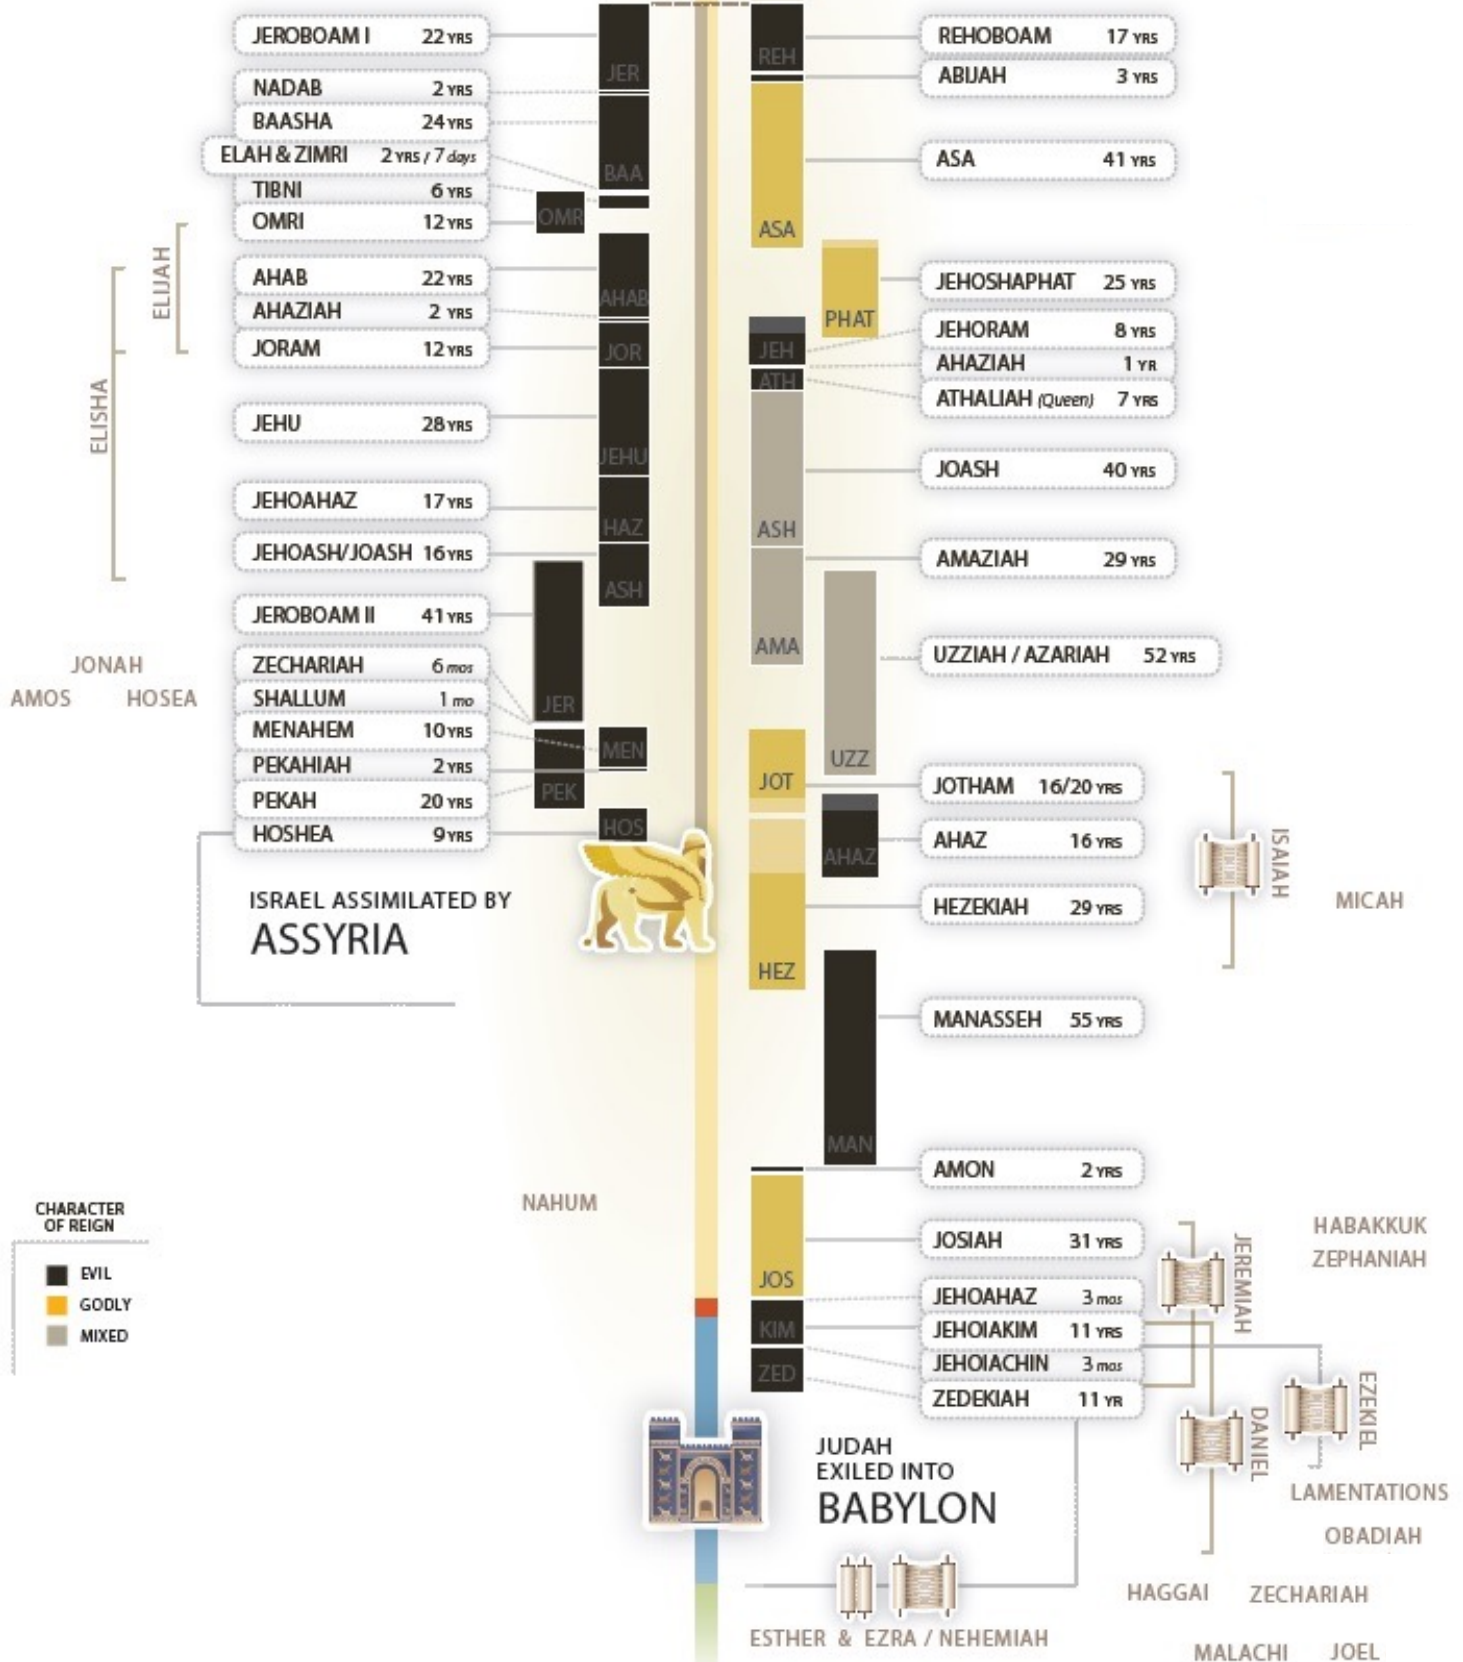 JEROBOAM I 22 YRS
NADAB 2 YRS
BAASHA 24 YRS
ELAH & ZIMRI 2 YRS / 7 days
TIBNI 6 YRS
OMRI 12 YRS
AHAB 22 YRS
AHAZIAH 2 YRS
JORAM 12 YRS
JEHU 28 YRS
JEHOAHAZ 17 YRS
JEHOASH/JOASH 16 YRS
JEROBOAM II 41 YRS
ZECHARIAH 6 mos
SHALLUM 1 mo
MENAHEM 10 YRS
PEKAHIAH 2 YRS
PEKAH 20 YRS
HOSHEA 9 YRS
ELIJAH
ELISHA
JONAH
AMOS HOSEA
ISRAEL ASSIMILATED BY
ASSYRIA
JER
BAA
OMR
AHAB
JOR
JEHU
HAZ
ASH
JER
MEN
PEK
HOS
REH
ASA
PHAT
JEH
ATH
ASH
AMA
UZZ
JOT
AHAZ
HEZ
MAN
JOS
KIM
ZED
REHOBOAM 17 YRS
ABIJAH 3 YRS
ASA 41 YRS
JEHOSHAPHAT 25 YRS
JEHORAM 8 YRS
AHAZIAH 1 YR
ATHALIAH (Queen) 7 YRS
JOASH 40 YRS
AMAZIAH 29 YRS
UZZIAH / AZARIAH 52 YRS
JOTHAM 16/20 YRS
AHAZ 16 YRS
HEZEKIAH 29 YRS
MANASSEH 55 YRS
AMON 2 YRS
JOSIAH 31 YRS
JEHOAHAZ 3 mos
JEHOIAKIM 11 YRS
JEHOIACHIN 3 mos
ZEDEKIAH 11 YR
ISAIAH
MICAH
NAHUM
CHARACTER
OF REIGN
EVIL
GODLY
MIXED
HABAKKUK
ZEPHANIAH
JEREMIAH
EZEKIEL
DANIEL
LAMENTATIONS
OBADIAH
JUDAH
EXILED INTO
BABYLON
HAGGAI ZECHARIAH
ESTHER & EZRA / NEHEMIAH
MALACHI JOEL